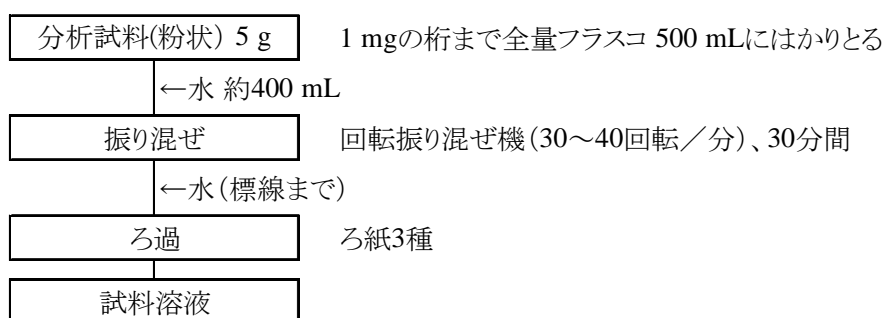 分析試料(粉状) 5 g 1 mgの桁まで全量フラスコ 500 mLにはかりとる
←水 約400 mL
振り混ぜ 回転振り混ぜ機(30～40回転／分)、30分間
←水(標線まで)
ろ過 ろ紙3種
試料溶液